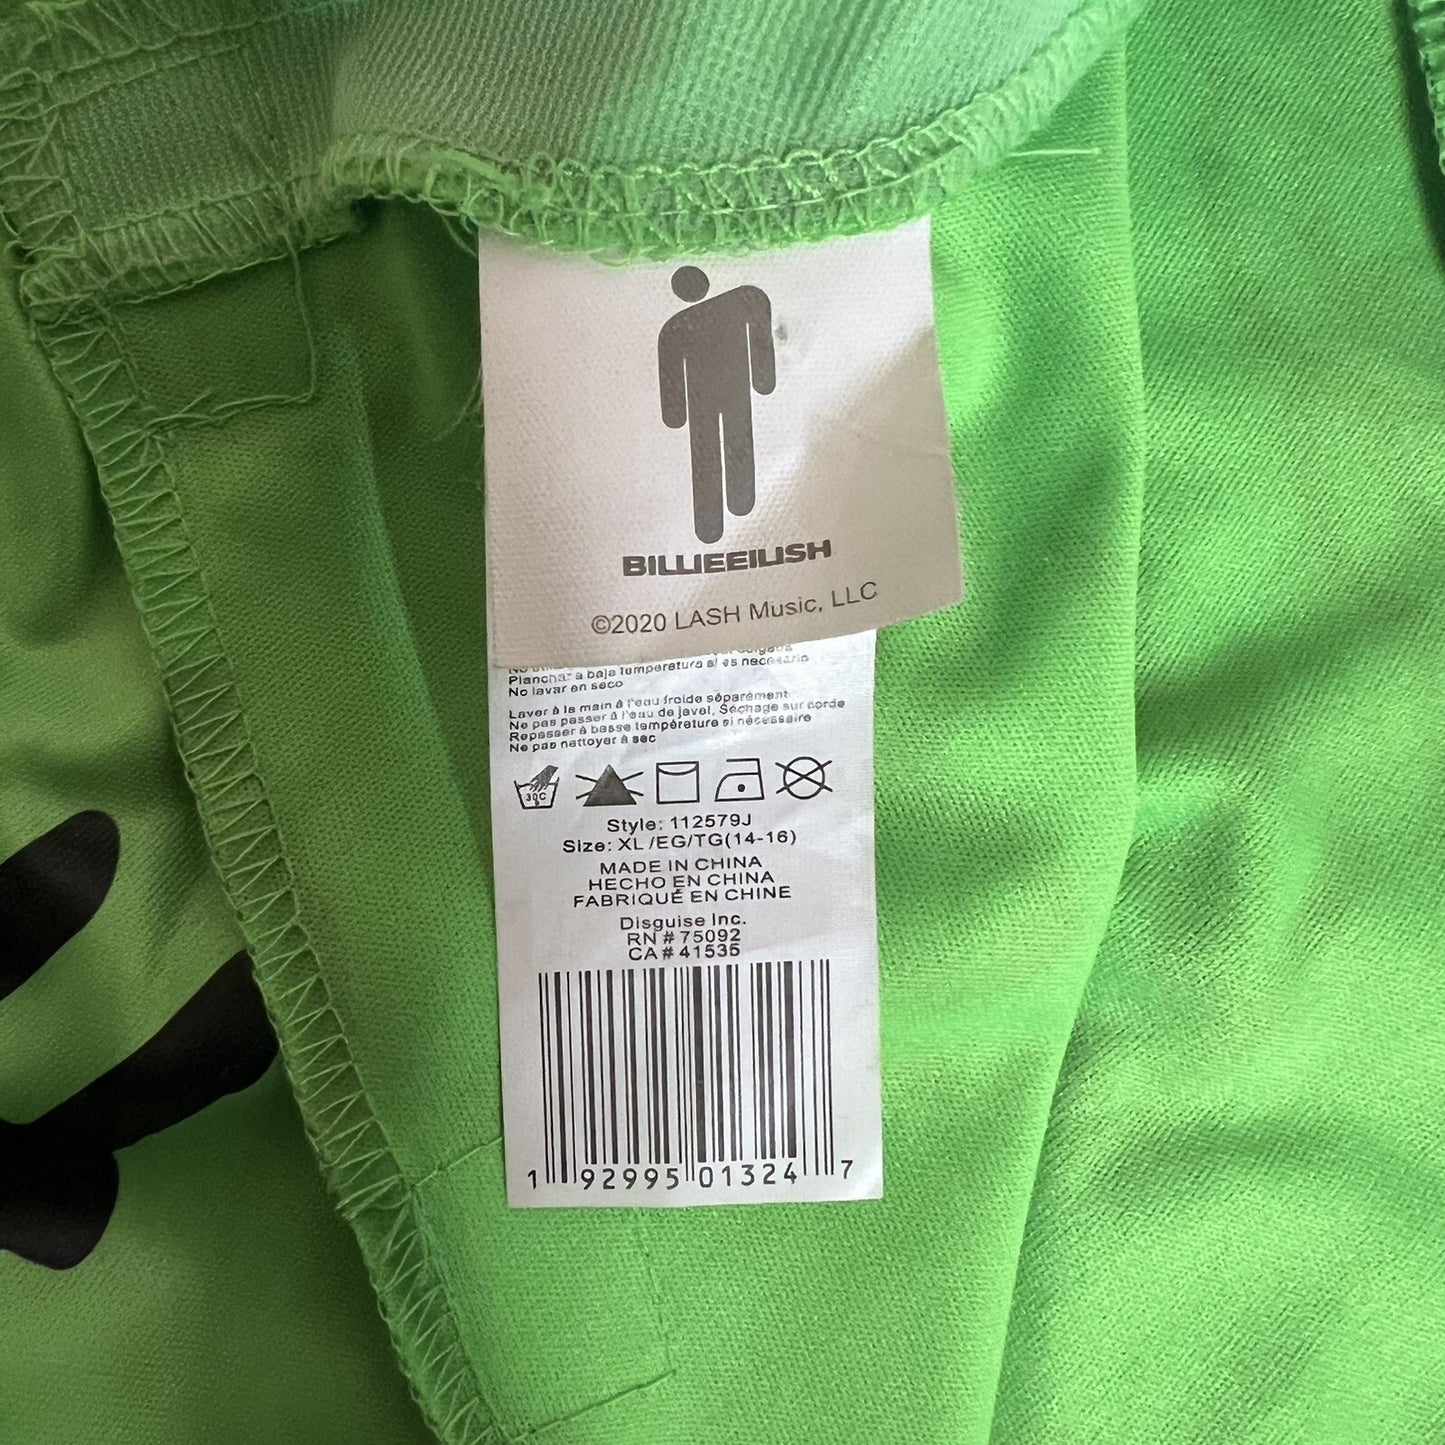 BILLIEEILISH
©2020 LASH Music, LLC
Planchar a baja temperatura si es necesario
No lavar en seco
Laver à la main à l'eau froide séparément
Ne pas passer à l'eau de javel. Séchage sur corde
Repasser à basse température si nécessaire
Ne pas nettoyer à sec
30C
Style: 112579J
Size: XL/EG/TG(14-16)
MADE IN CHINA
HECHO EN CHINA
FABRIQUÉ EN CHINE
Disguise Inc.
RN# 75092
CA# 41535
1 92995 01324 7